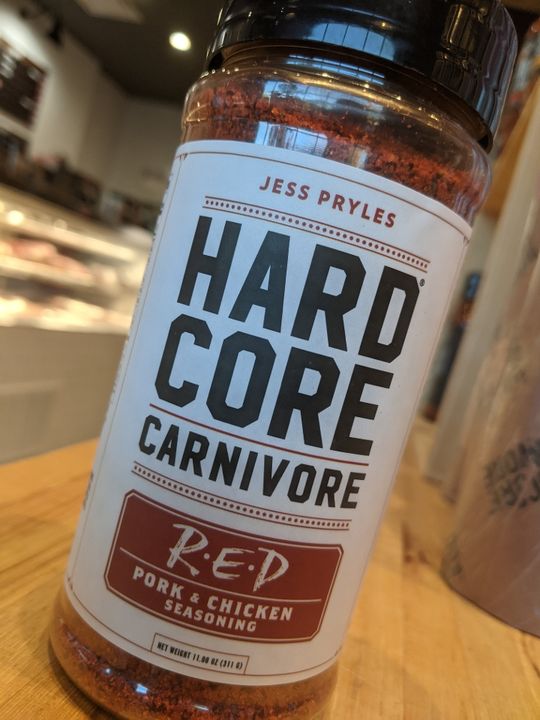 JESS PRYLES
HARD®
CORE
CARNIVORE
R·E·D
PORK & CHICKEN
SEASONING
NET WEIGHT 11.00 OZ (311 G)